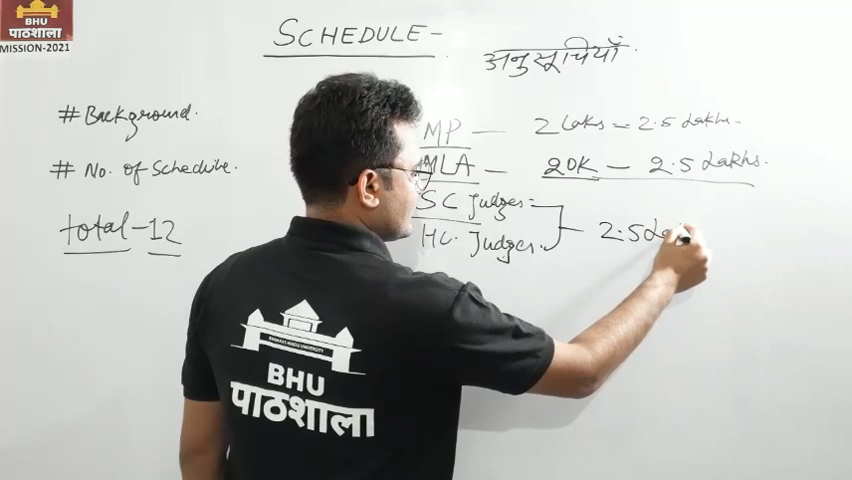 BHU
पाठशाला
MISSION-2021
SCHEDULE-
अनुसूचियाँ.
# Background.
# No. of Schedule.
total-12
MP — 2 Laks - 2.5 Lakhs.
MLA — 20K — 2.5 Lakhs.
SC Judges
HC. Judges. — 2.5
BHU
पाठशाला